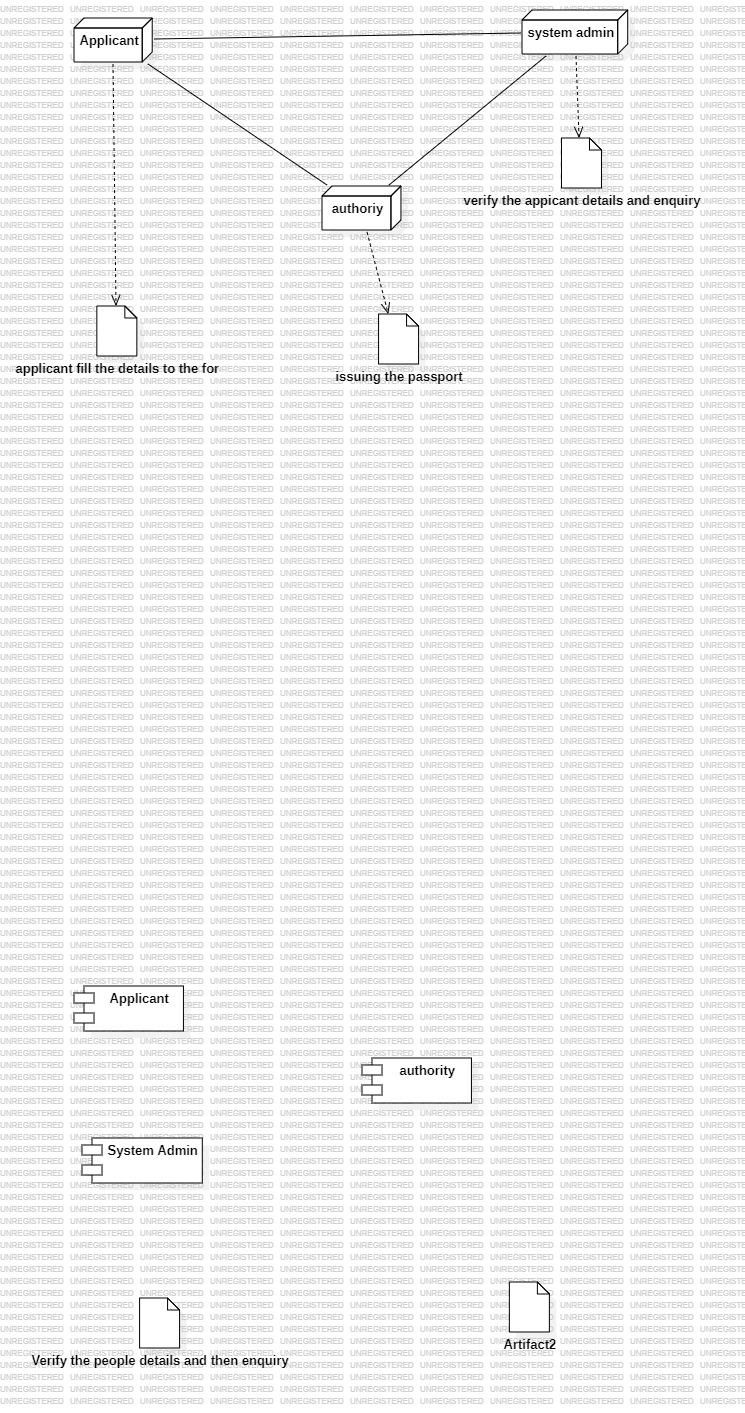 Applicant
system admin
authoriy
verify the appicant details and enquiry
applicant fill the details to the for
issuing the passport
Applicant
authority
System Admin
Artifact2
Verify the people details and then enquiry
UNREGISTERED